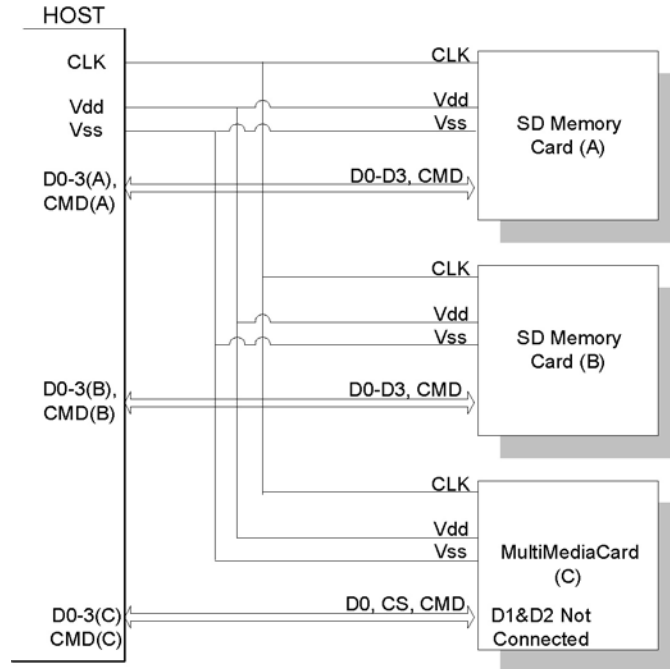 HOST
CLK
CLK
Vdd
Vdd
Vss
Vss
SD Memory
Card (A)
D0-3(A),
CMD(A)
D0-D3, CMD
CLK
Vdd
Vss
SD Memory
Card (B)
D0-3(B),
CMD(B)
D0-D3, CMD
CLK
Vdd
Vss
MultiMediaCard
(C)
D0-3(C)
CMD(C)
D0, CS, CMD
D1&D2 Not
Connected